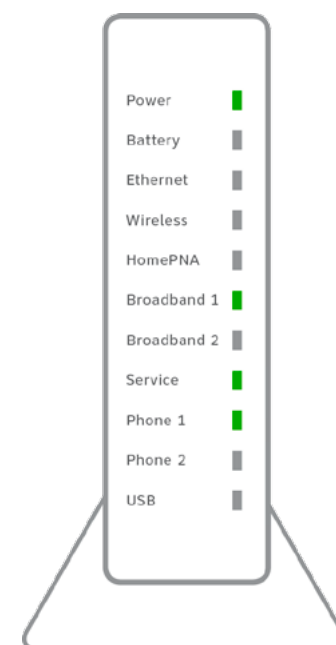 Power
Battery
Ethernet
Wireless
HomePNA
Broadband 1
Broadband 2
Service
Phone 1
Phone 2
USB